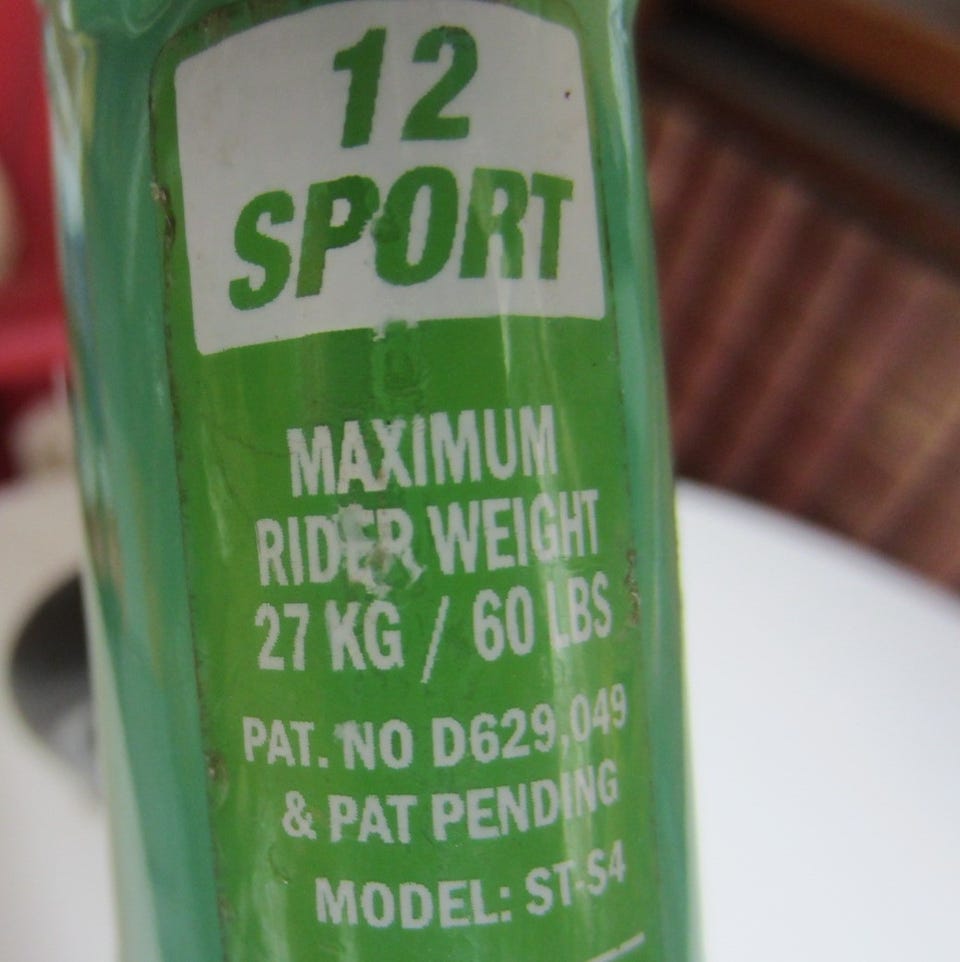 12
SPORT
MAXIMUM
RIDER WEIGHT
27 KG / 60 LBS
PAT. NO D629,049
& PAT PENDING
MODEL: ST-S4